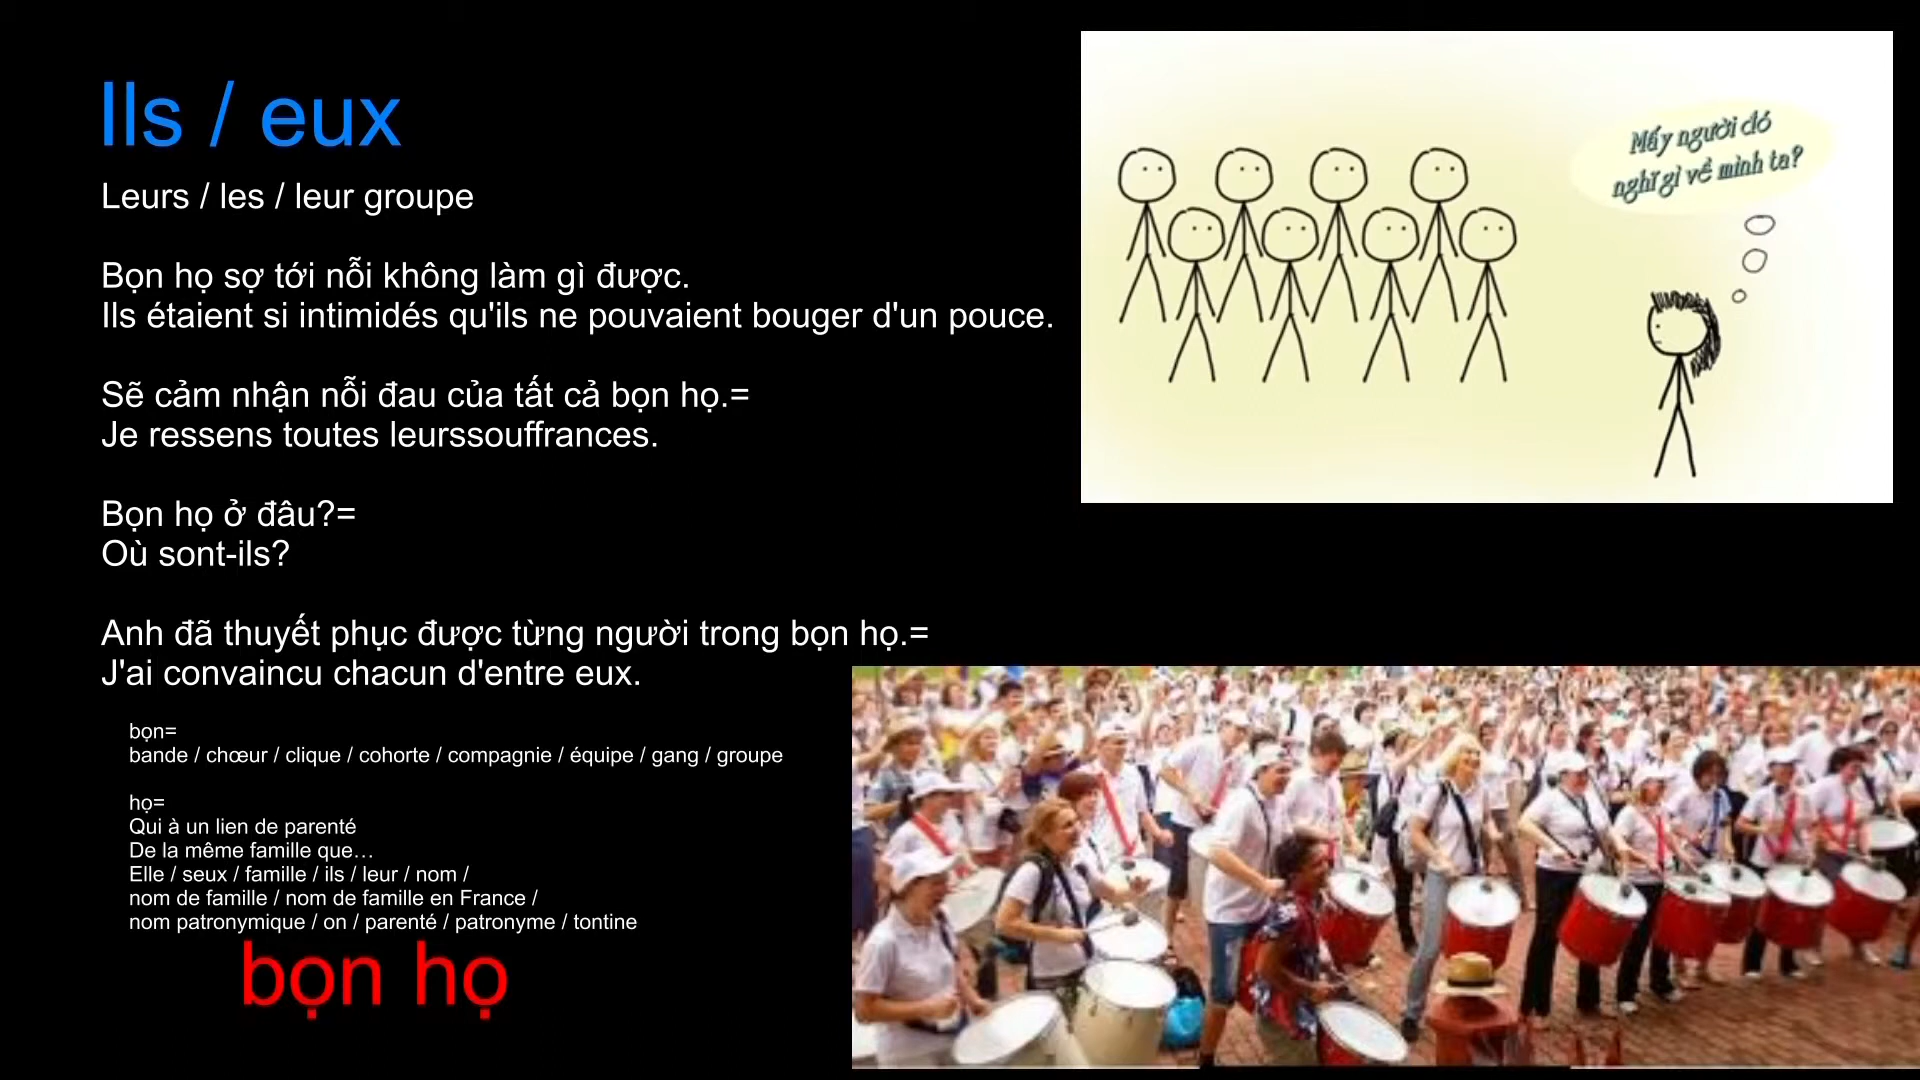 Ils / eux
Leurs / les / leur groupe
Bọn họ sợ tới nỗi không làm gì được.
Ils étaient si intimidés qu'ils ne pouvaient bouger d'un pouce.
Sẽ cảm nhận nỗi đau của tất cả bọn họ.=
Je ressens toutes leurssouffrances.
Bọn họ ở đâu?=
Où sont-ils?
Anh đã thuyết phục được từng người trong bọn họ.=
J'ai convaincu chacun d'entre eux.
bọn=
bande / chœur / clique / cohorte / compagnie / équipe / gang / groupe
họ=
Qui à un lien de parenté
De la même famille que…
Elle / seux / famille / ils / leur / nom /
nom de famille / nom de famille en France /
nom patronymique / on / parenté / patronyme / tontine
bọn họ
Mấy người đó
nghĩ gì về mình ta?